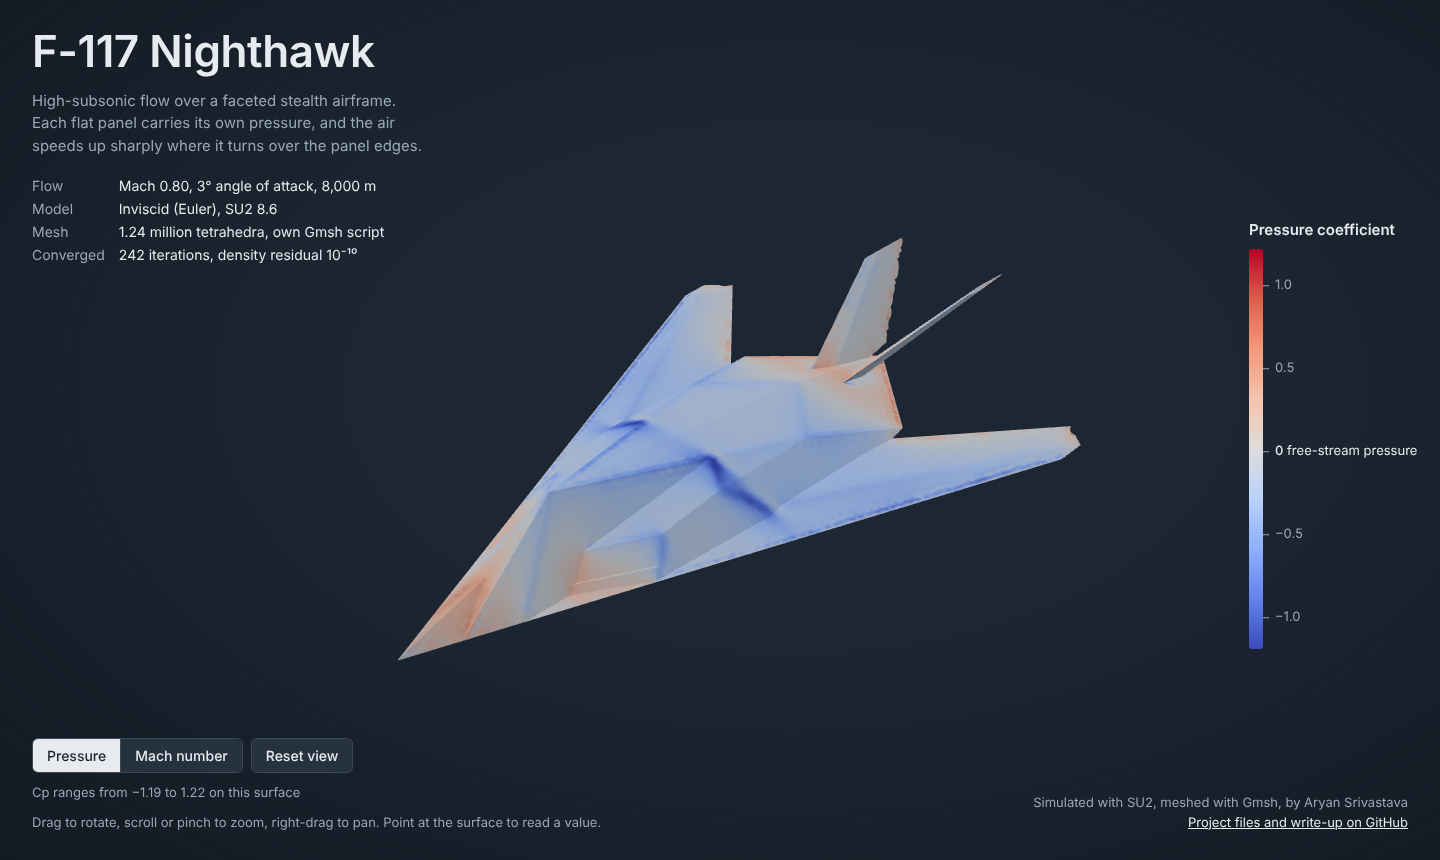 F-117 Nighthawk
High-subsonic flow over a faceted stealth airframe.
Each flat panel carries its own pressure, and the air
speeds up sharply where it turns over the panel edges.
Flow Mach 0.80, 3° angle of attack, 8,000 m
Model Inviscid (Euler), SU2 8.6
Mesh 1.24 million tetrahedra, own Gmsh script
Converged 242 iterations, density residual 10⁻¹⁰
Pressure coefficient
1.0
0.5
0 free-stream pressure
−0.5
−1.0
Pressure Mach number Reset view
Cp ranges from −1.19 to 1.22 on this surface
Drag to rotate, scroll or pinch to zoom, right-drag to pan. Point at the surface to read a value.
Simulated with SU2, meshed with Gmsh, by Aryan Srivastava
Project files and write-up on GitHub